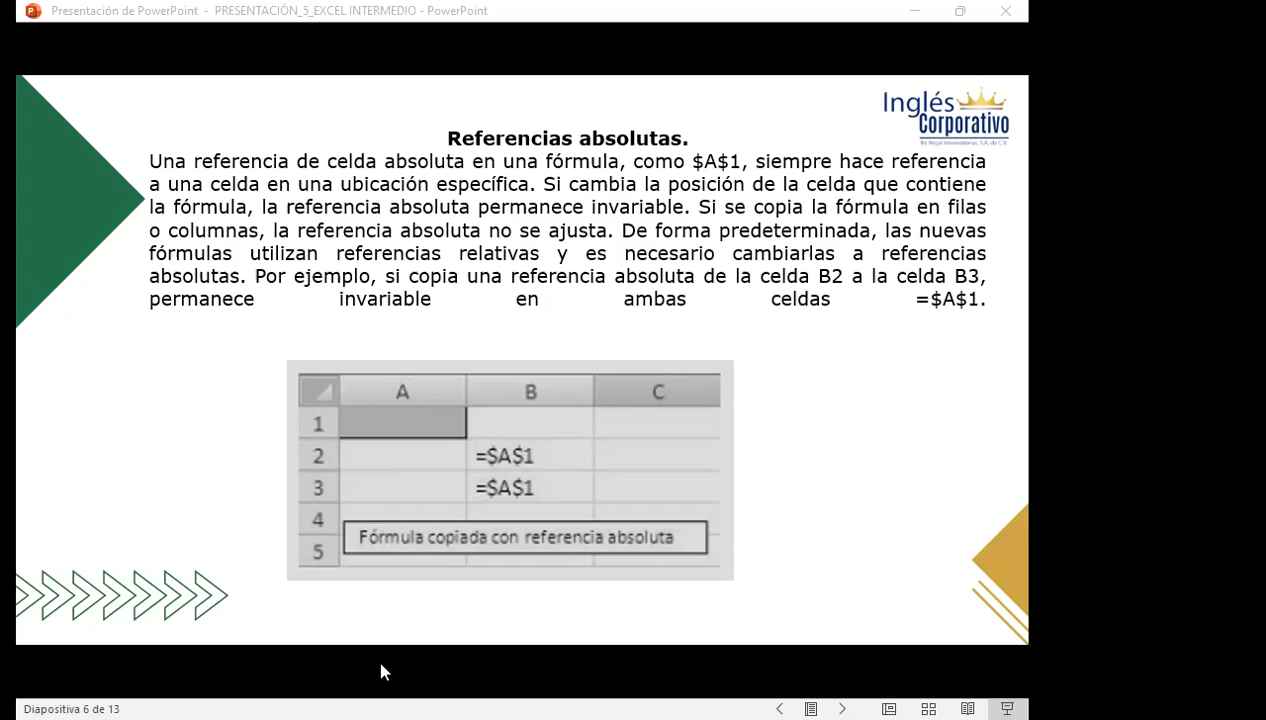 Presentación de PowerPoint - PRESENTACIÓN_5_EXCEL INTERMEDIO - PowerPoint
Inglés
Corporativo
By Regal International, S.A. de C.V.
Referencias absolutas.
Una referencia de celda absoluta en una fórmula, como $A$1, siempre hace referencia
a una celda en una ubicación específica. Si cambia la posición de la celda que contiene
la fórmula, la referencia absoluta permanece invariable. Si se copia la fórmula en filas
o columnas, la referencia absoluta no se ajusta. De forma predeterminada, las nuevas
fórmulas utilizan referencias relativas y es necesario cambiarlas a referencias
absolutas. Por ejemplo, si copia una referencia absoluta de la celda B2 a la celda B3,
permanece invariable en ambas celdas =$A$1.
A B C
1
2 =$A$1
3 =$A$1
4
Fórmula copiada con referencia absoluta
5
Diapositiva 6 de 13